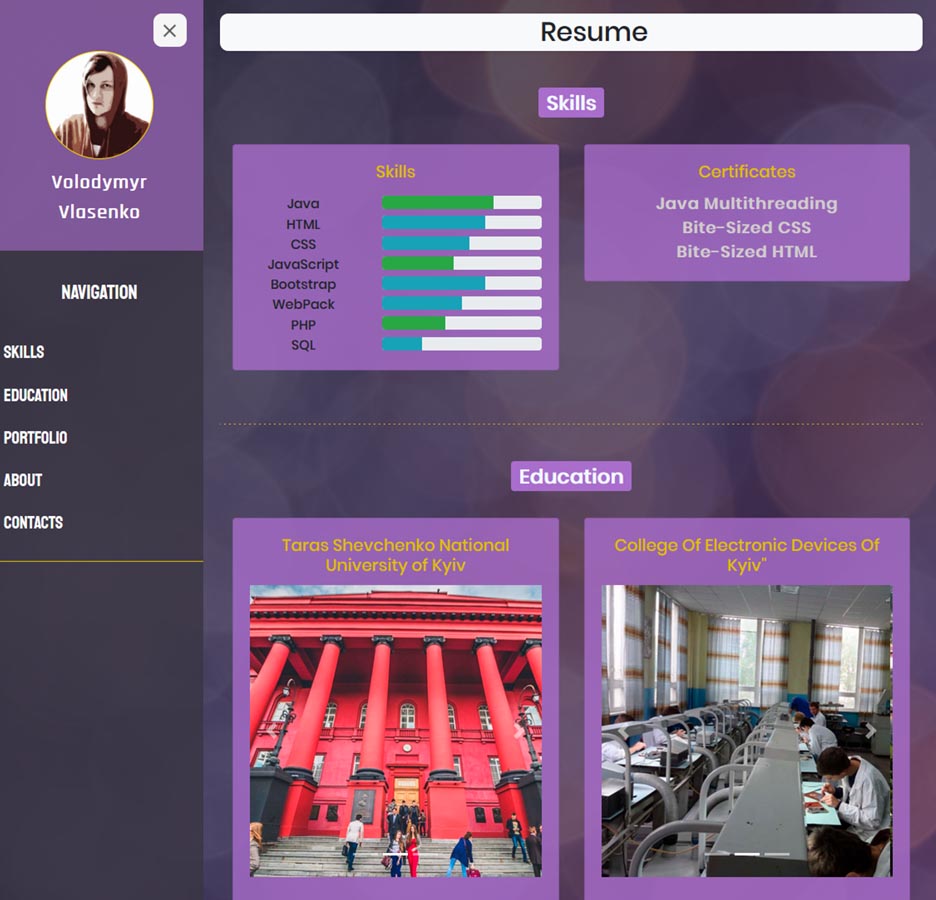 Resume
Volodymyr
Vlasenko
NAVIGATION
SKILLS
EDUCATION
PORTFOLIO
ABOUT
CONTACTS
Skills
Skills
Java
HTML
CSS
JavaScript
Bootstrap
WebPack
PHP
SQL
Certificates
Java Multithreading
Bite-Sized CSS
Bite-Sized HTML
Education
Taras Shevchenko National
University of Kyiv
College Of Electronic Devices Of
Kyiv"